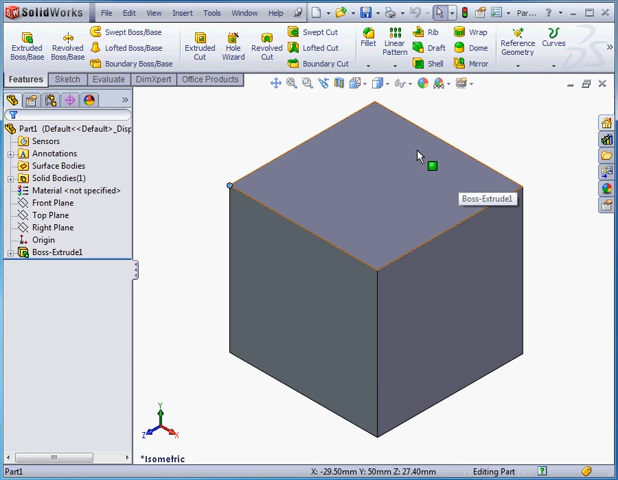 SolidWorks File Edit View Insert Tools Window Help Par... ?
Extruded Boss/Base Revolved Boss/Base Swept Boss/Base Extruded Cut Hole Wizard Revolved Cut Swept Cut Fillet Linear Pattern Rib Wrap Reference Geometry Curves
Lofted Boss/Base Lofted Cut Draft Dome
Boundary Boss/Base Boundary Cut Shell Mirror
Features Sketch Evaluate DimXpert Office Products
Part1 (Default<<Default>_Disp
Sensors
Annotations
Surface Bodies
Solid Bodies(1)
Material <not specified>
Front Plane
Top Plane
Right Plane
Origin
Boss-Extrude1
Boss-Extrude1
Y
Z X
*Isometric
Part1 X: -29.50mm Y: 50mm Z: 27.40mm Editing Part ?